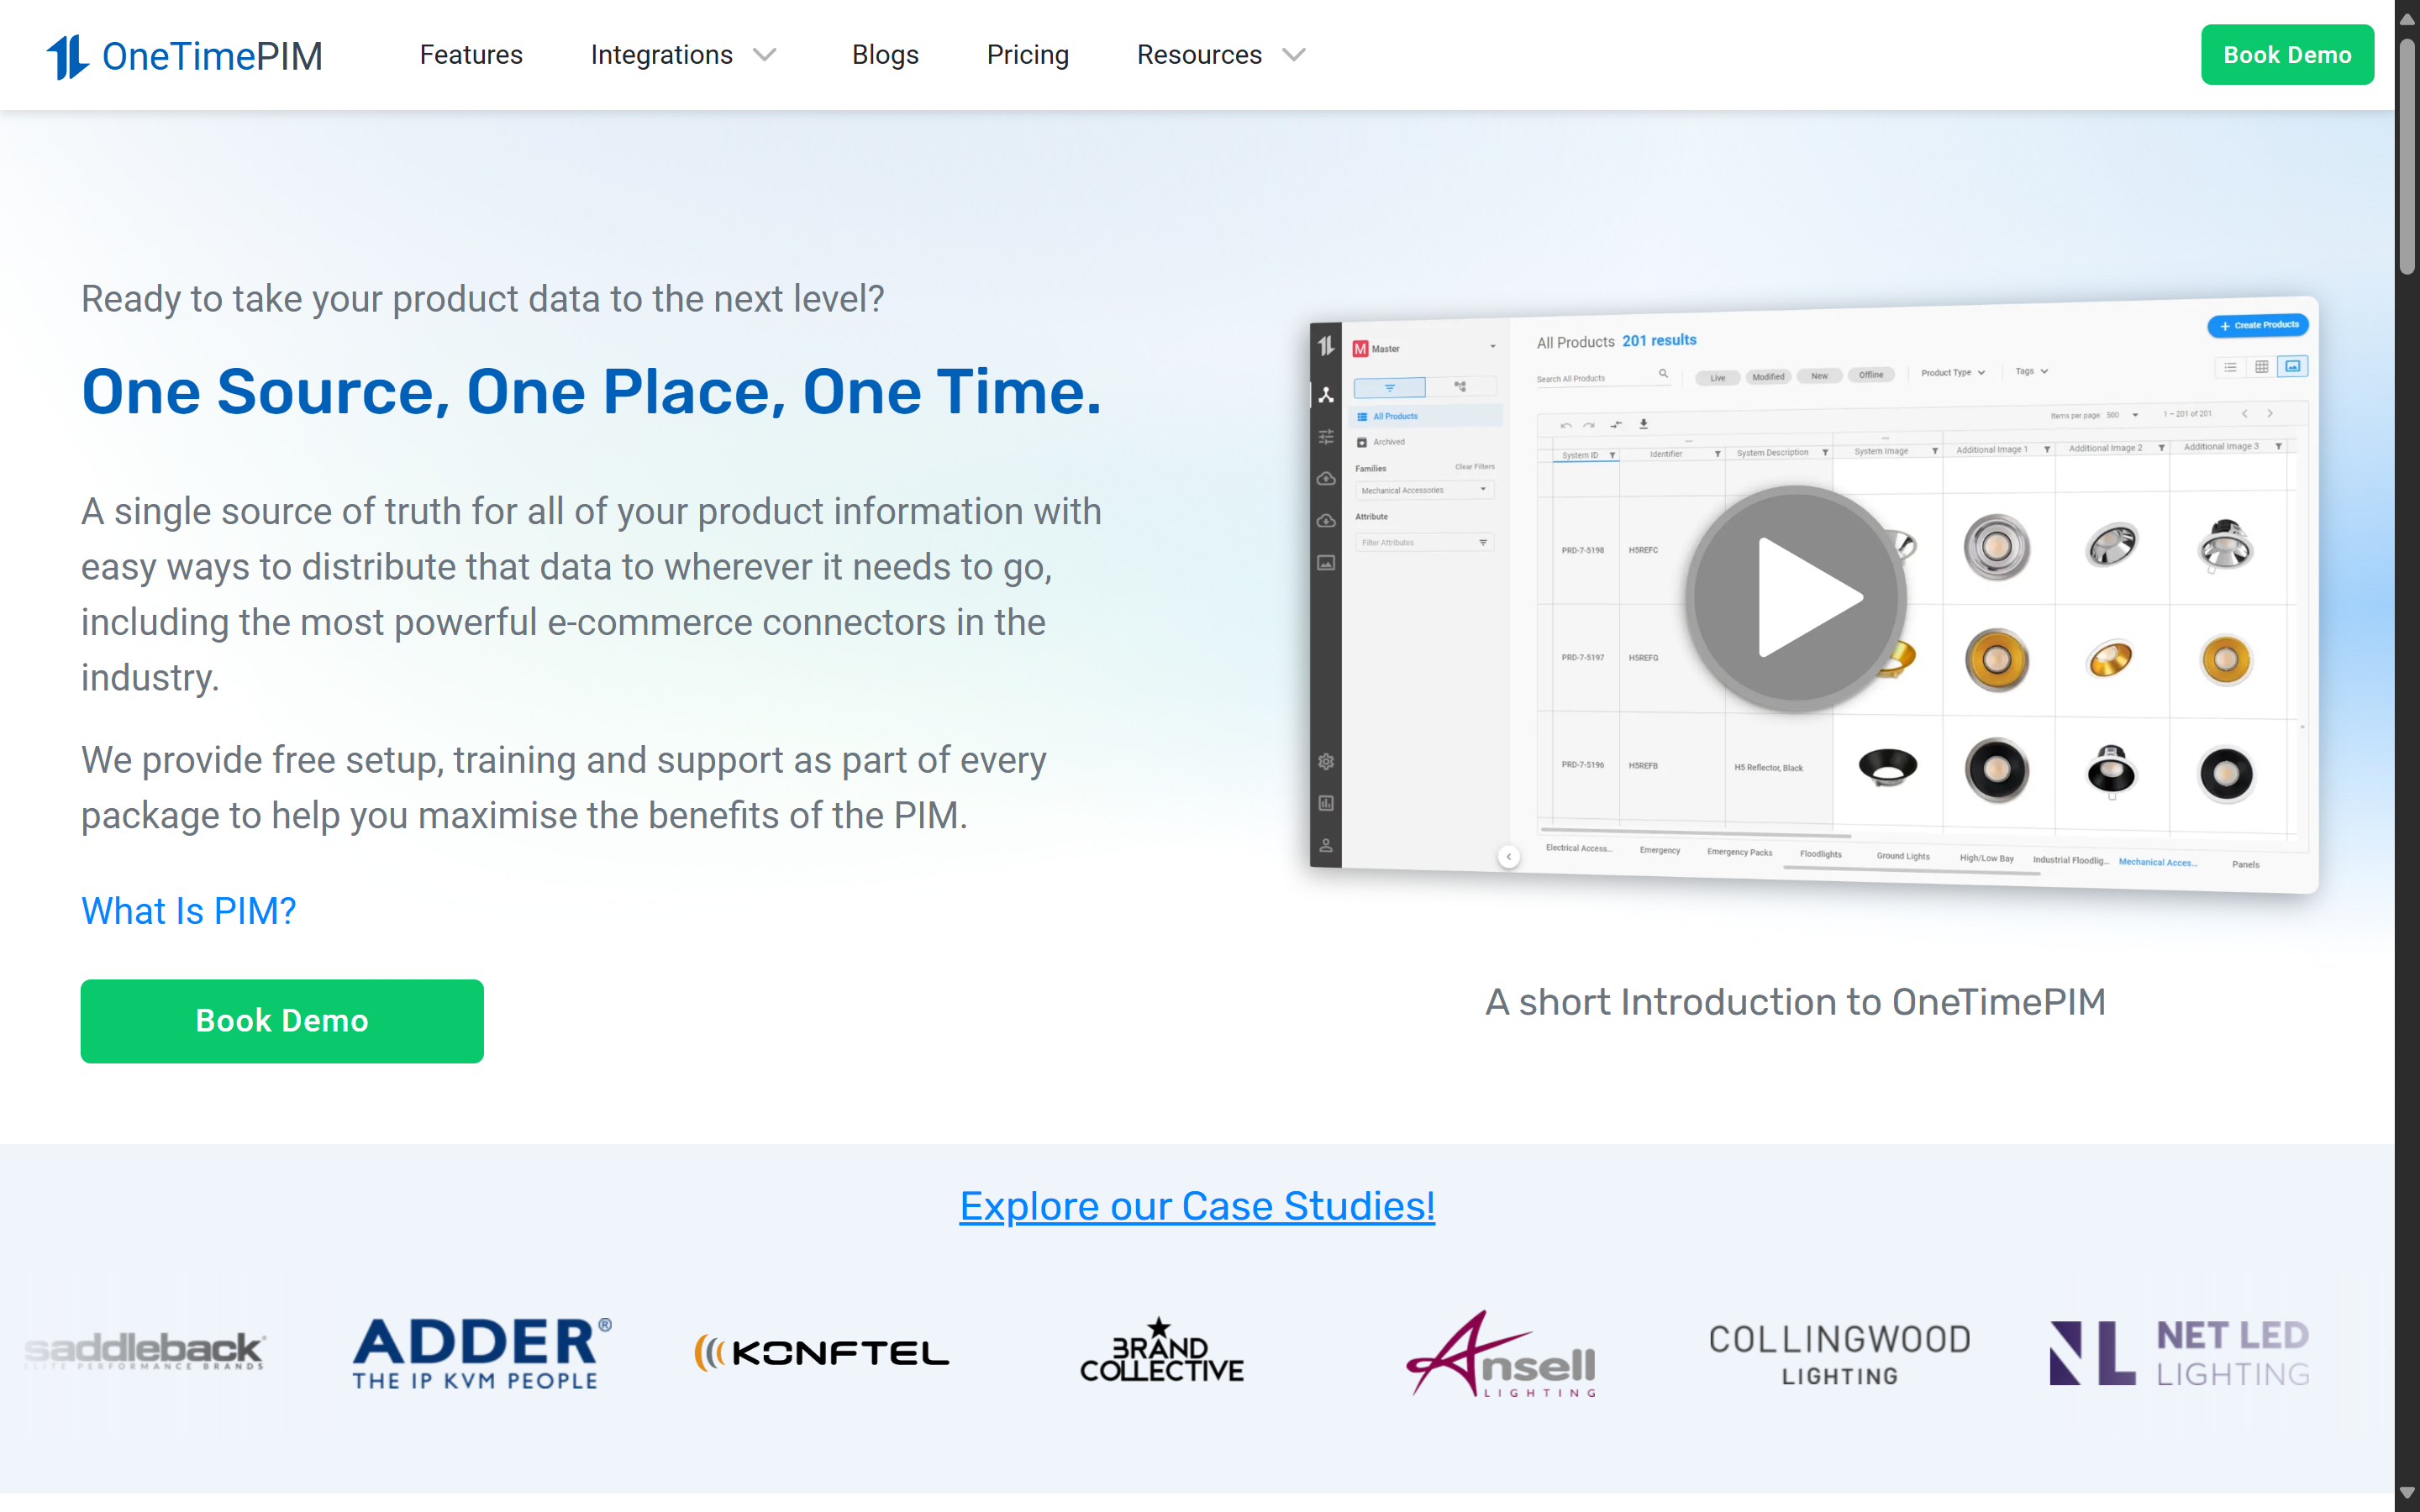 OneTimePIM
Features
Integrations
Blogs
Pricing
Resources
Book Demo
Ready to take your product data to the next level?
One Source, One Place, One Time.
A single source of truth for all of your product information with
easy ways to distribute that data to wherever it needs to go,
including the most powerful e-commerce connectors in the
industry.
We provide free setup, training and support as part of every
package to help you maximise the benefits of the PIM.
What Is PIM?
Book Demo
M Master
All Products 201 results
Create Products
Search All Products
Live
Modified
New
Offline
Product Type
Tags
All Products
Archived
Families
Clear Filters
Mechanical Accessories
Attribute
Filter Attributes
Items per page: 500
1 – 201 of 201
System ID
Identifier
System Description
System Image
Additional Image 1
Additional Image 2
Additional Image 3
PRD-7-5198
H5REFC
PRD-7-5197
H5REFG
PRD-7-5196
H5REFB
H5 Reflector, Black
Electrical Access...
Emergency
Emergency Packs
Floodlights
Ground Lights
High/Low Bay
Industrial Floodlig...
Mechanical Acces...
Panels
A short Introduction to OneTimePIM
Explore our Case Studies!
saddleback
ELITE PERFORMANCE BRANDS
ADDER®
THE IP KVM PEOPLE
KONFTEL
BRAND
COLLECTIVE
Ansell
LIGHTING
COLLINGWOOD
LIGHTING
NL NET LED
LIGHTING